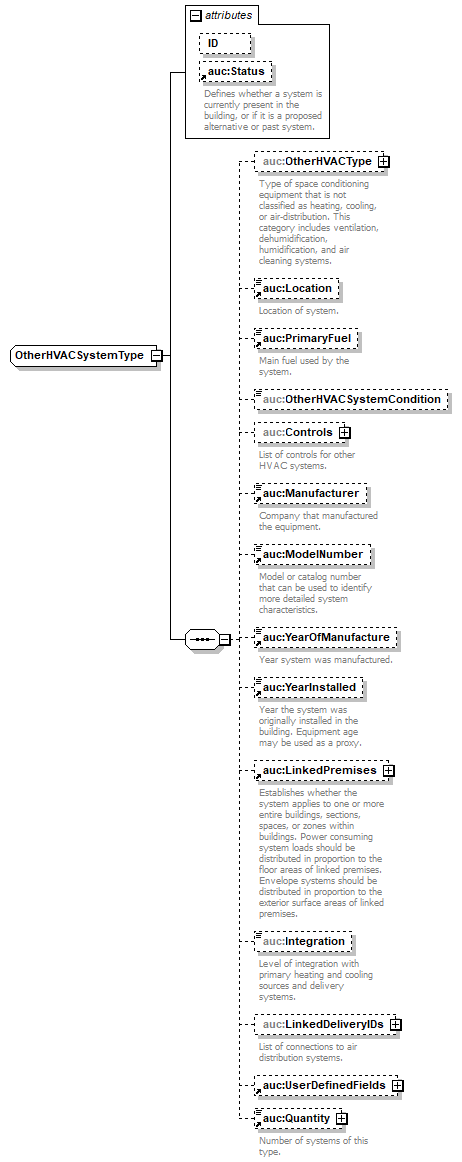 attributes
ID
auc:Status
Defines whether a system is
currently present in the
building, or if it is a proposed
alternative or past system.
auc:OtherHVACType
Type of space conditioning
equipment that is not
classified as heating, cooling,
or air-distribution. This
category includes ventilation,
dehumidification,
humidification, and air
cleaning systems.
auc:Location
Location of system.
auc:PrimaryFuel
Main fuel used by the
system.
OtherHVACSystemType
auc:OtherHVACSystemCondition
auc:Controls
List of controls for other
HVAC systems.
auc:Manufacturer
Company that manufactured
the equipment.
auc:ModelNumber
Model or catalog number
that can be used to identify
more detailed system
characteristics.
auc:YearOfManufacture
Year system was manufactured.
auc:YearInstalled
Year the system was
originally installed in the
building. Equipment age
may be used as a proxy.
auc:LinkedPremises
Establishes whether the
system applies to one or more
entire buildings, sections,
spaces, or zones within
buildings. Power consuming
system loads should be
distributed in proportion to the
floor areas of linked premises.
Envelope systems should be
distributed in proportion to the
exterior surface areas of linked
premises.
auc:Integration
Level of integration with
primary heating and cooling
sources and delivery
systems.
auc:LinkedDeliveryIDs
List of connections to air
distribution systems.
auc:UserDefinedFields
auc:Quantity
Number of systems of this
type.